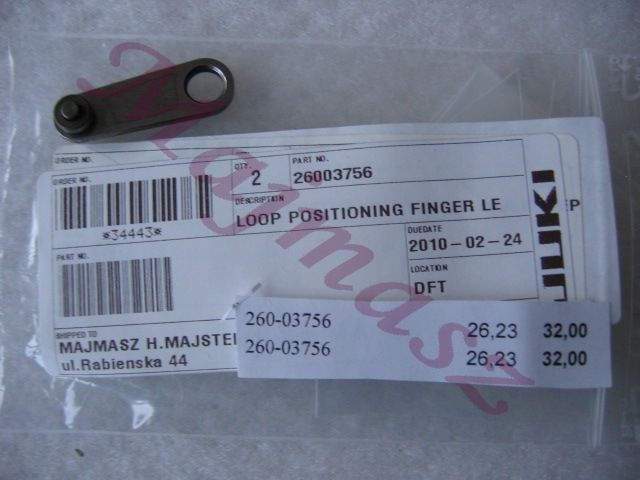 ORDER NO.
ORDER NO.
QTY.
2
PART NO.
26003756
*34443*
DESCRIPTION
LOOP POSITIONING FINGER LE
EP
PART NO.
DUEDATE
2010-02-24
LOCATION
DFT
JUKI
SHIPPED TO
MAJMASZ H.MAJSTE
ul.Rabienska 44
260-03756 26,23 32,00
260-03756 26,23 32,00
Majmasz